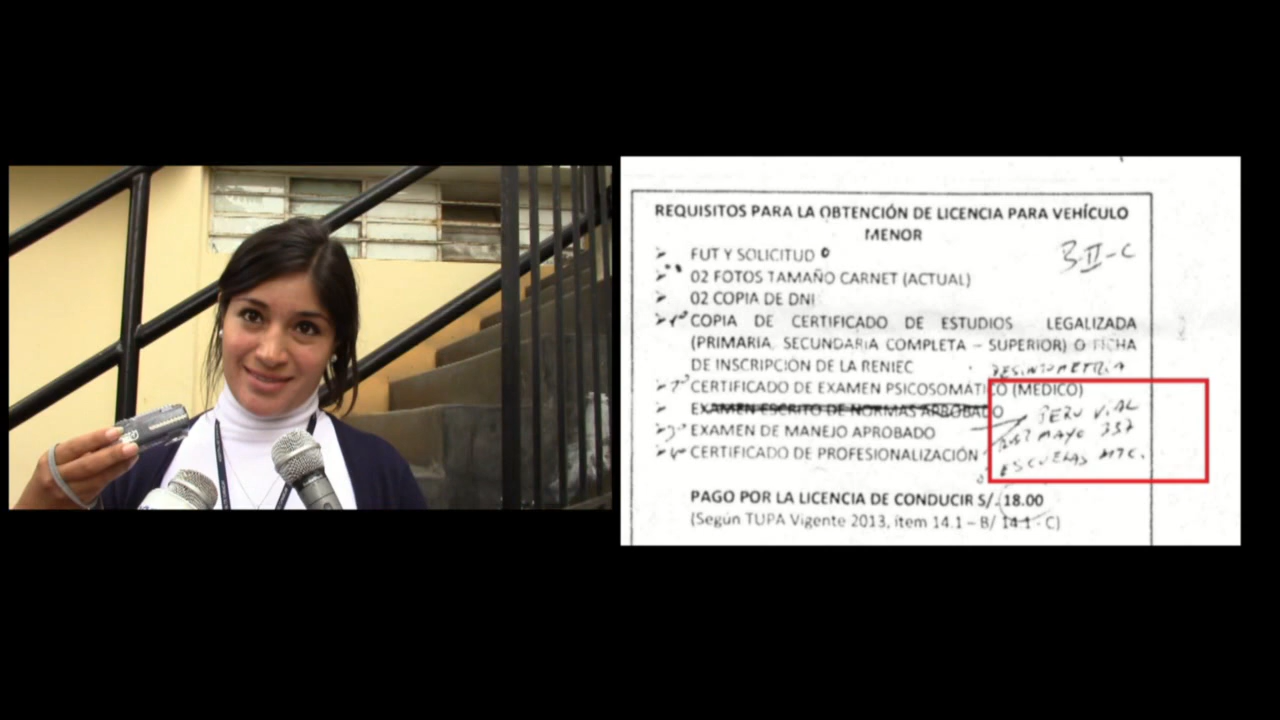 REQUISITOS PARA LA OBTENCIÓN DE LICENCIA PARA VEHÍCULO
MENOR
B-II-C
FUT Y SOLICITUD
02 FOTOS TAMAÑO CARNET (ACTUAL)
02 COPIA DE DNI
COPIA DE CERTIFICADO DE ESTUDIOS LEGALIZADA
(PRIMARIA, SECUNDARIA COMPLETA – SUPERIOR) O FICHA
DE INSCRIPCIÓN DE LA RENIEC
CERTIFICADO DE EXAMEN PSICOSOMATICO (MEDICO)
EXAMEN ESCRITO DE NORMAS APROBADO
PERU VIAL
EXAMEN DE MANEJO APROBADO
MAYO 337
CERTIFICADO DE PROFESIONALIZACIÓN
ESCUELAS MTC.
PAGO POR LA LICENCIA DE CONDUCIR S/. 18.00
(Según TUPA Vigente 2013, ítem 14.1 – B/ 14.1 - C)